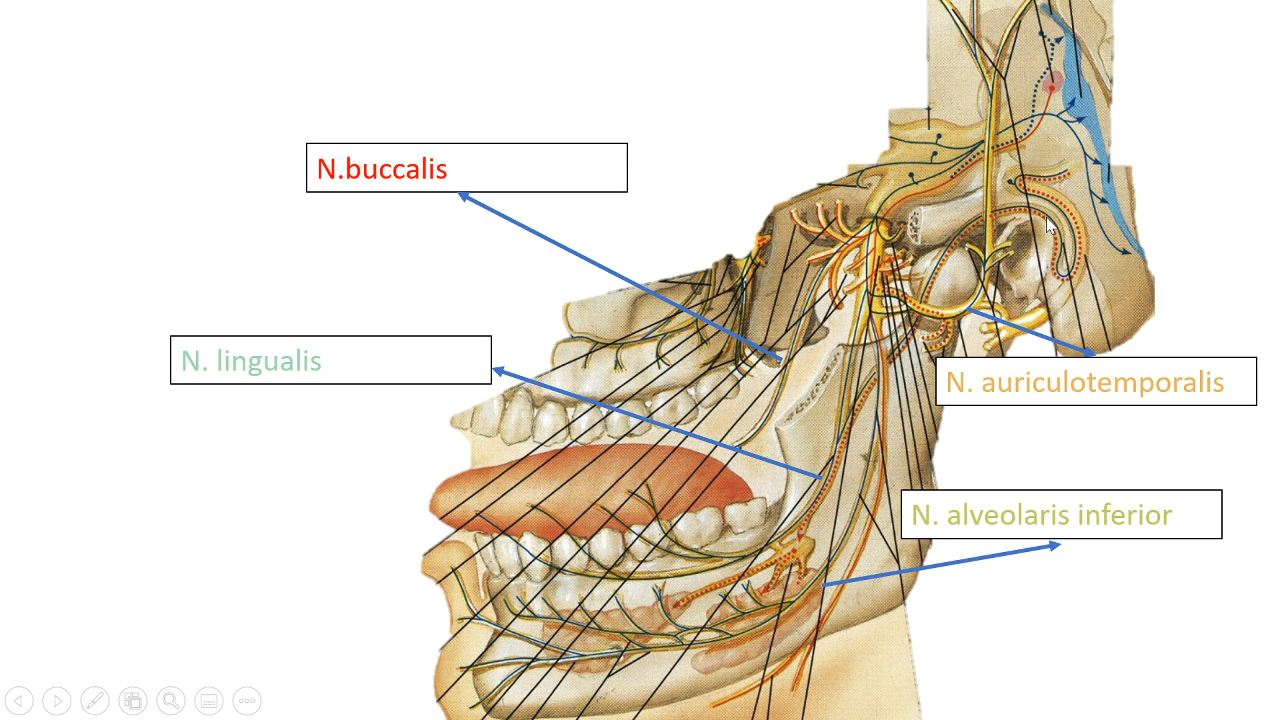 N.buccalis
N. lingualis
N. auriculotemporalis
N. alveolaris inferior